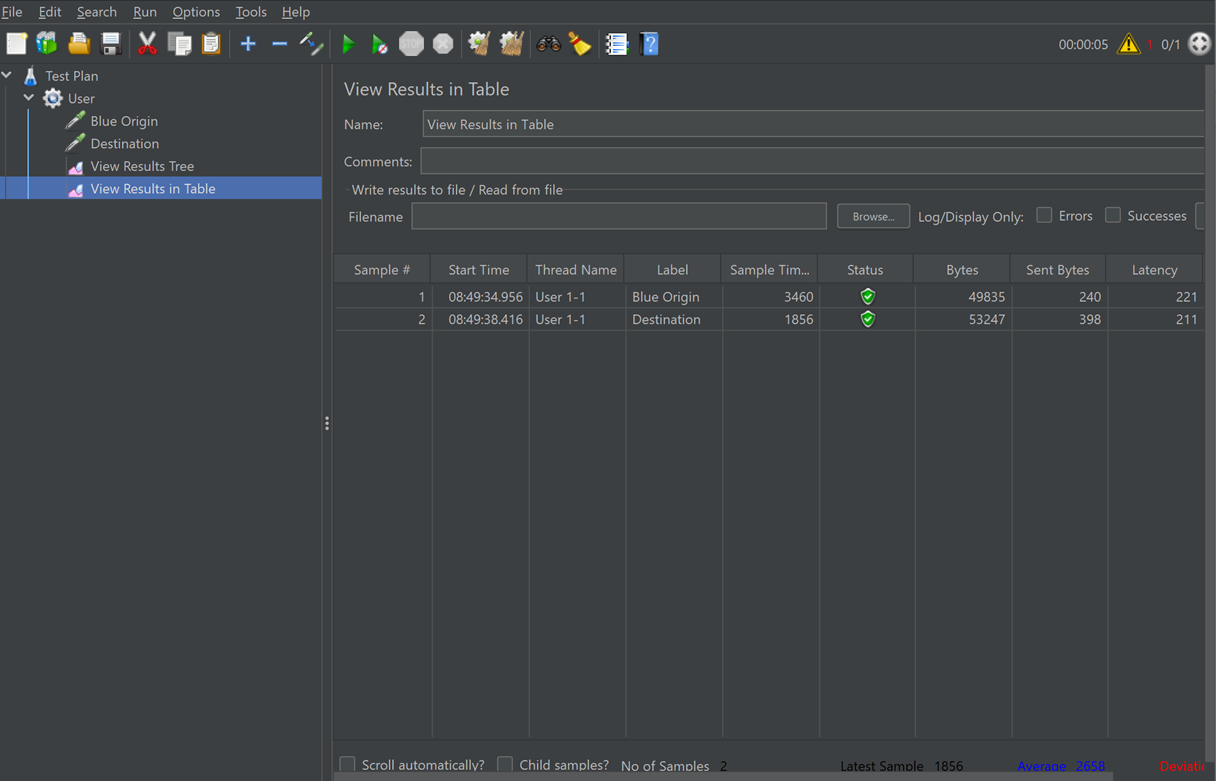 File Edit Search Run Options Tools Help
STOP 00:00:05 1 0/1
Test Plan
User
Blue Origin
Destination
View Results Tree
View Results in Table
View Results in Table
Name: View Results in Table
Comments:
Write results to file / Read from file
Filename Browse... Log/Display Only: Errors Successes
Sample # Start Time Thread Name Label Sample Tim... Status Bytes Sent Bytes Latency
1 08:49:34.956 User 1-1 Blue Origin 3460 49835 240 221
2 08:49:38.416 User 1-1 Destination 1856 53247 398 211
Scroll automatically? Child samples? No of Samples 2 Latest Sample 1856 Average 2658 Deviati